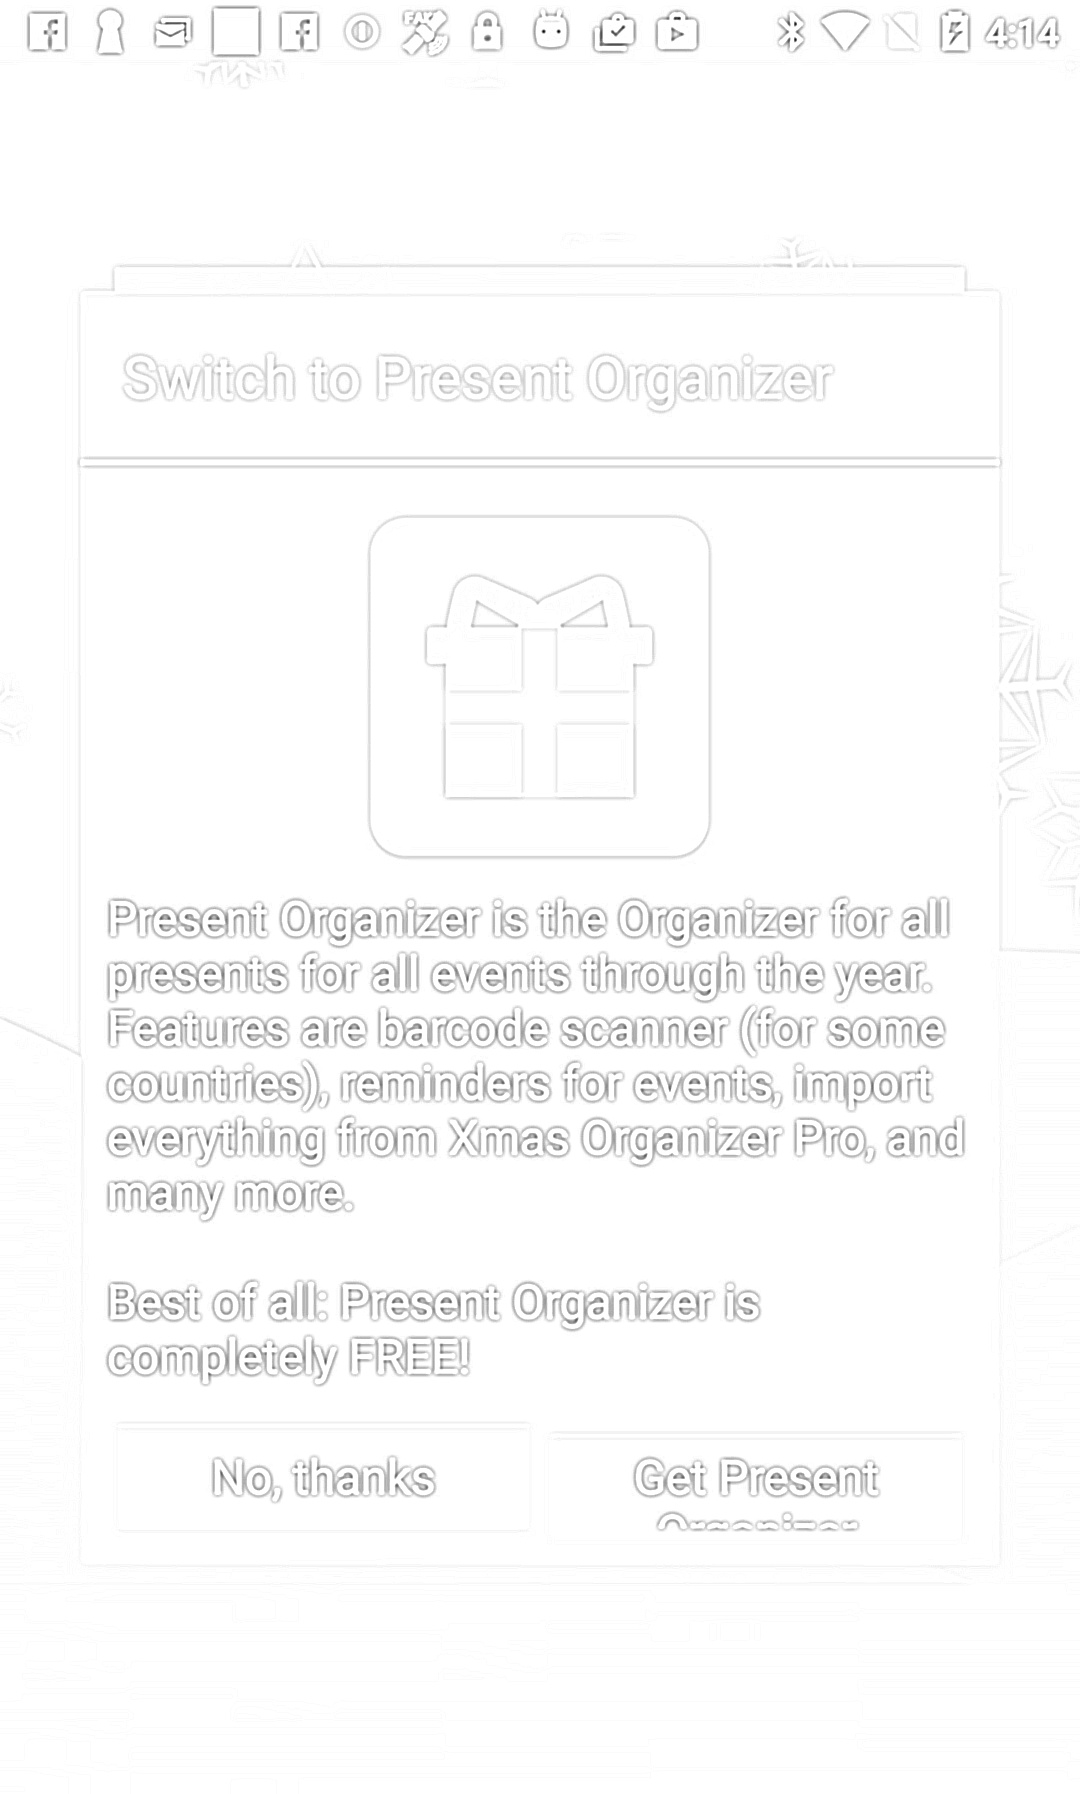 4:14
Switch to Present Organizer
Present Organizer is the Organizer for all
presents for all events through the year.
Features are barcode scanner (for some
countries), reminders for events, import
everything from Xmas Organizer Pro, and
many more.
Best of all: Present Organizer is
completely FREE!
No, thanks
Get Present
Organizer